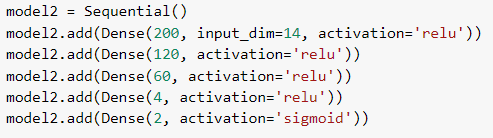 model2 = Sequential()
model2.add(Dense(200, input_dim=14, activation='relu'))
model2.add(Dense(120, activation='relu'))
model2.add(Dense(60, activation='relu'))
model2.add(Dense(4, activation='relu'))
model2.add(Dense(2, activation='sigmoid'))